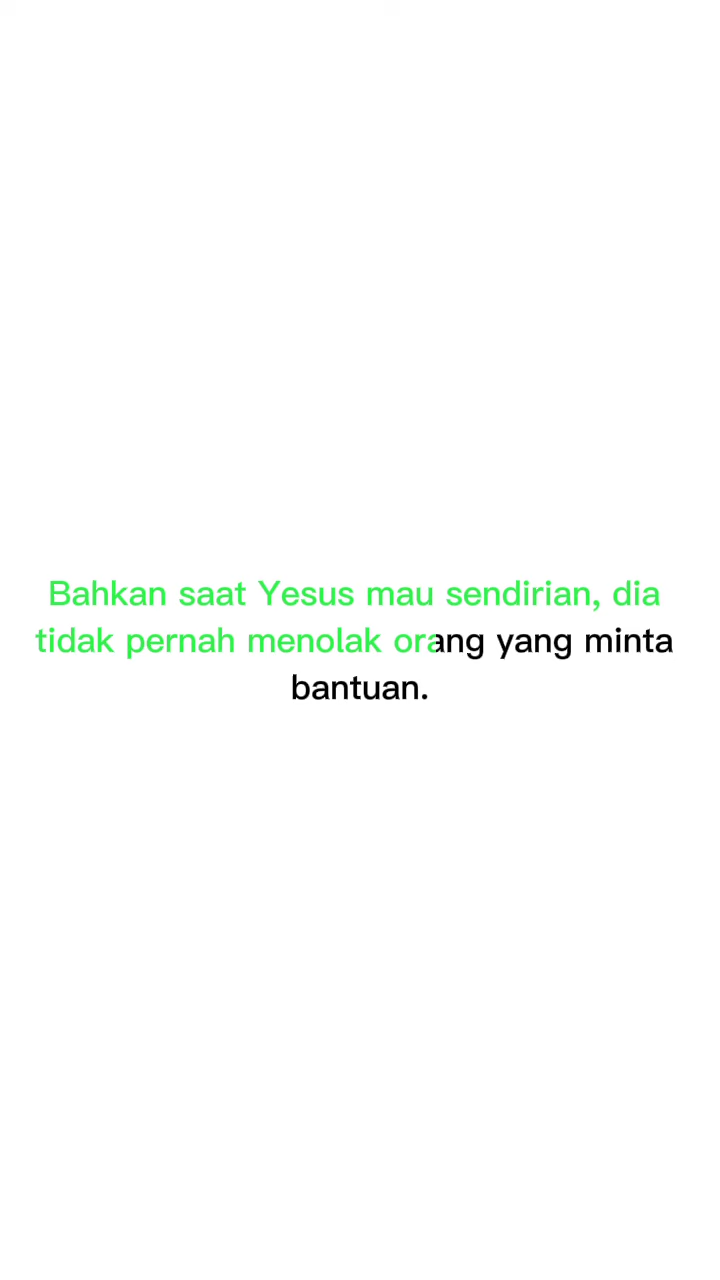 Bahkan saat Yesus mau sendirian, dia
tidak pernah menolak orang yang minta
bantuan.